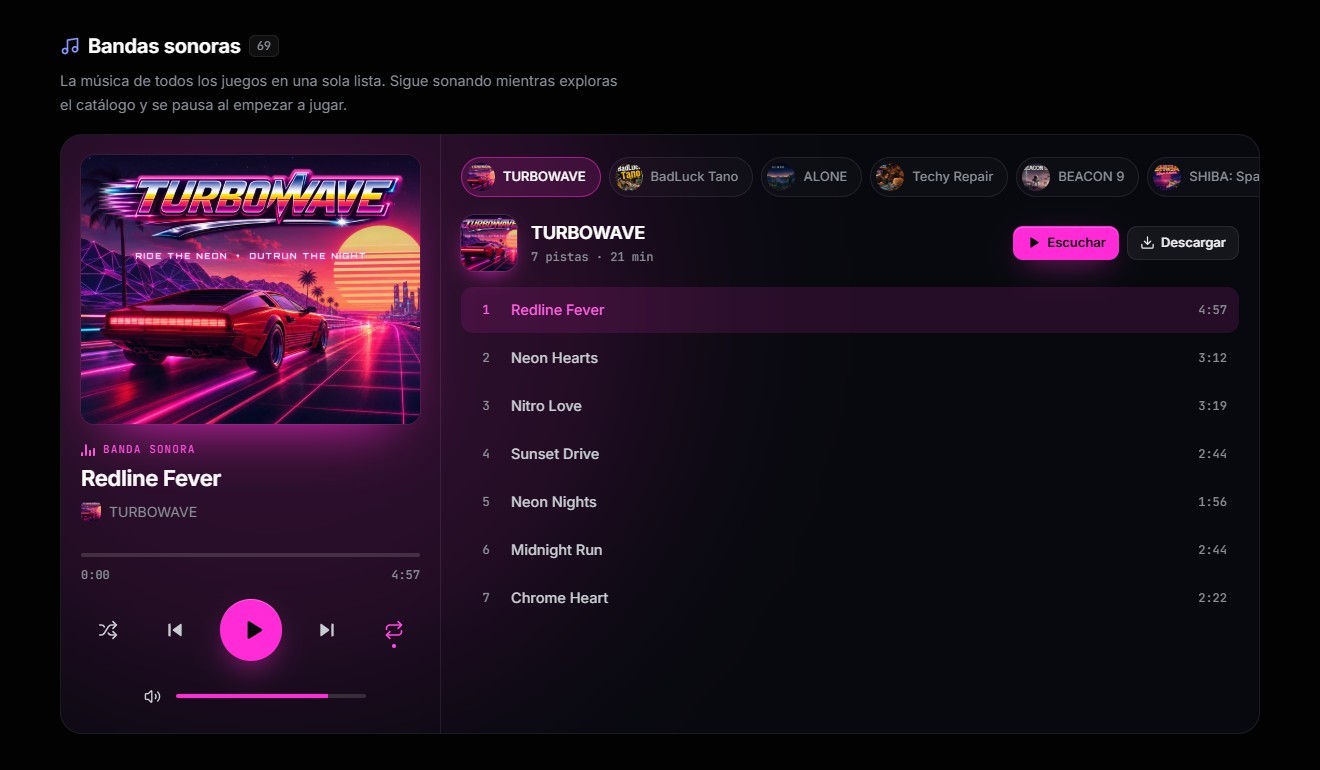 Bandas sonoras 69
La música de todos los juegos en una sola lista. Sigue sonando mientras exploras
el catálogo y se pausa al empezar a jugar.
TURBOWAVE
RIDE THE NEON • OUTRUN THE NIGHT
BANDA SONORA
Redline Fever
TURBOWAVE
0:00 4:57
TURBOWAVE BadLuck Tano ALONE Techy Repair BEACON 9 SHIBA: Spa
TURBOWAVE
7 pistas · 21 min
Escuchar Descargar
1 Redline Fever 4:57
2 Neon Hearts 3:12
3 Nitro Love 3:19
4 Sunset Drive 2:44
5 Neon Nights 1:56
6 Midnight Run 2:44
7 Chrome Heart 2:22